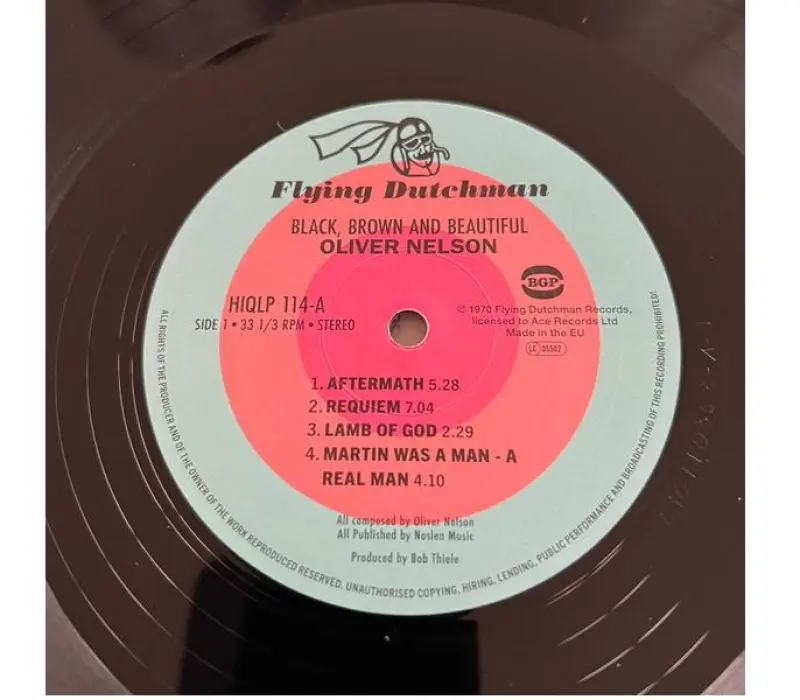 Flying Dutchman
BLACK, BROWN AND BEAUTIFUL
OLIVER NELSON
BGP
HIQLP 114-A
SIDE 1 • 33 1/3 RPM • STEREO
℗ 1970 Flying Dutchman Records,
licensed to Ace Records Ltd
Made in the EU
LC 05502
1. AFTERMATH 5.28
2. REQUIEM 7.04
3. LAMB OF GOD 2.29
4. MARTIN WAS A MAN - A
REAL MAN 4.10
All composed by Oliver Nelson
All Published by Noslen Music
Produced by Bob Thiele
ALL RIGHTS OF THE PRODUCER AND OF THE OWNER OF THE WORK REPRODUCED RESERVED. UNAUTHORISED COPYING, HIRING, LENDING, PUBLIC PERFORMANCE AND BROADCASTING OF THIS RECORDING PROHIBITED!